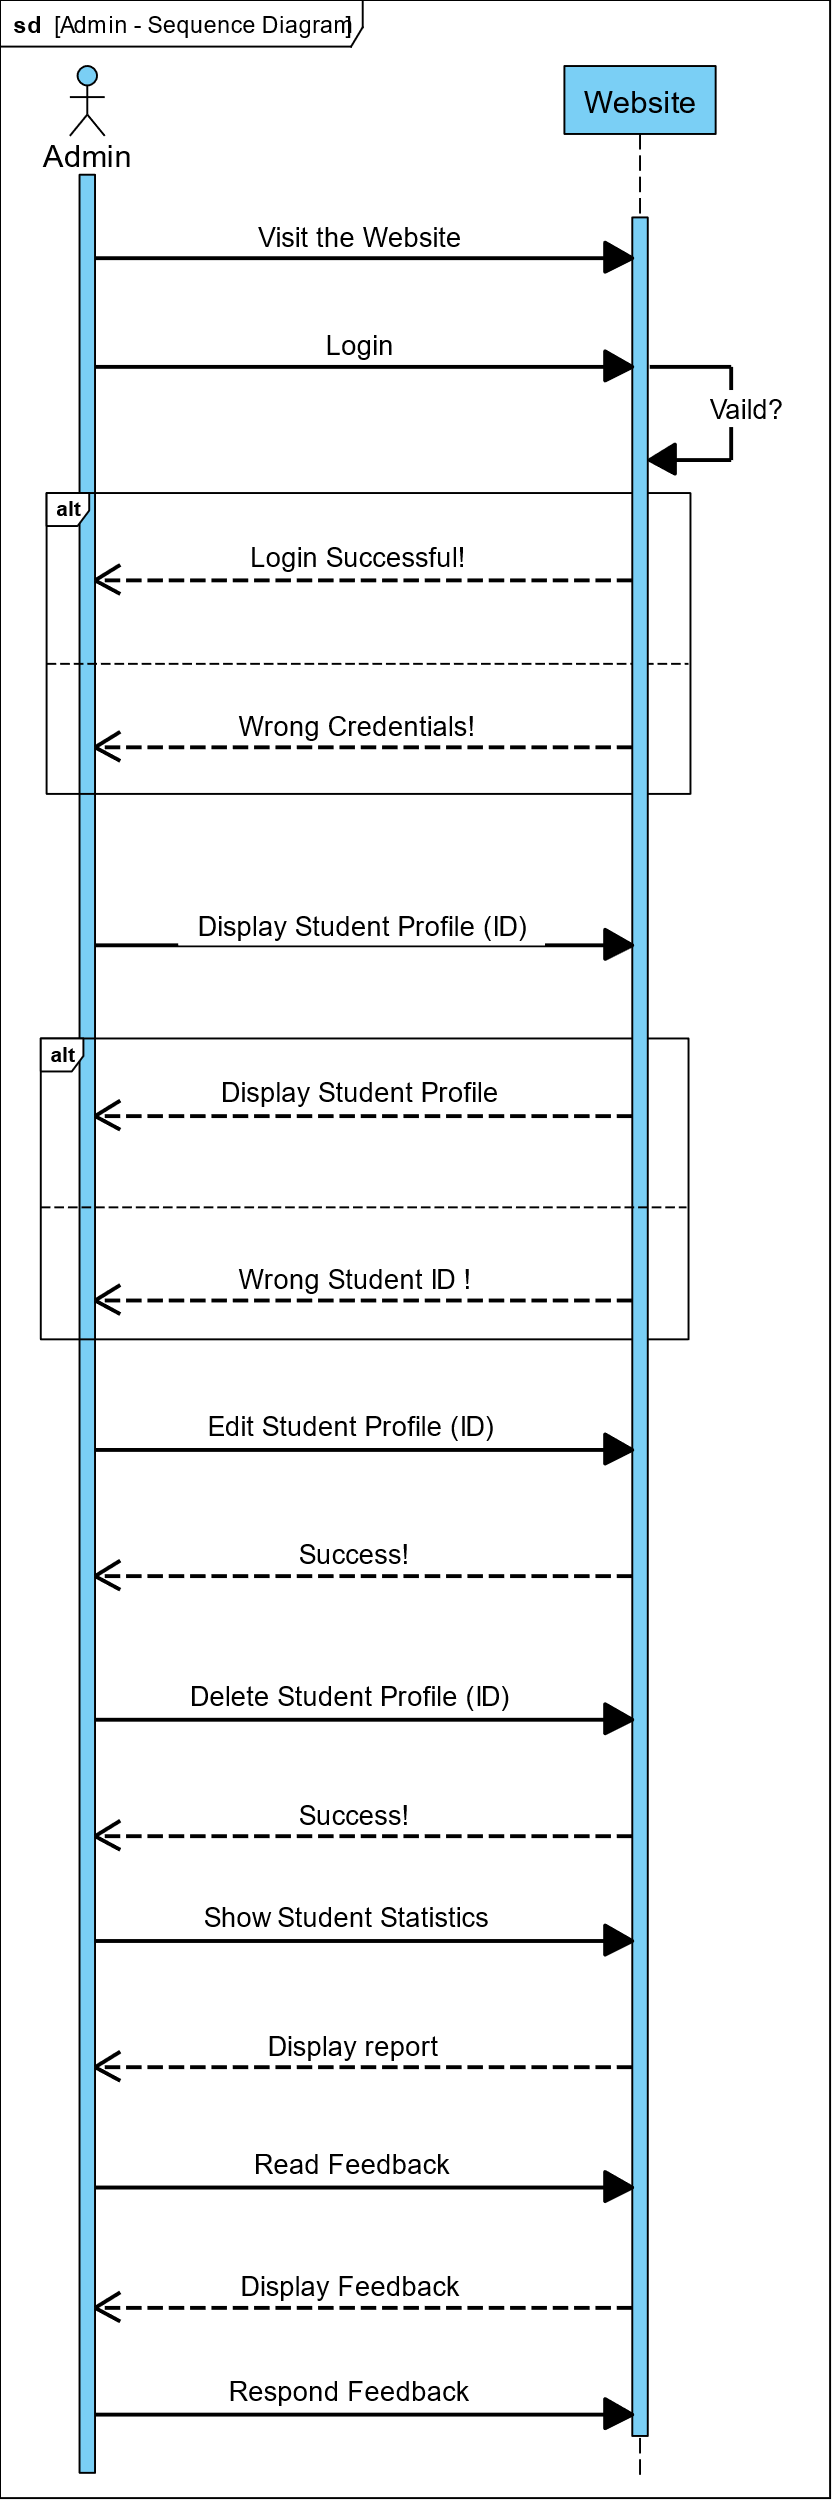 sd [Admin - Sequence Diagram]
Admin
Website
Visit the Website
Login
Vaild?
alt
Login Successful!
Wrong Credentials!
Display Student Profile (ID)
alt
Display Student Profile
Wrong Student ID !
Edit Student Profile (ID)
Success!
Delete Student Profile (ID)
Success!
Show Student Statistics
Display report
Read Feedback
Display Feedback
Respond Feedback